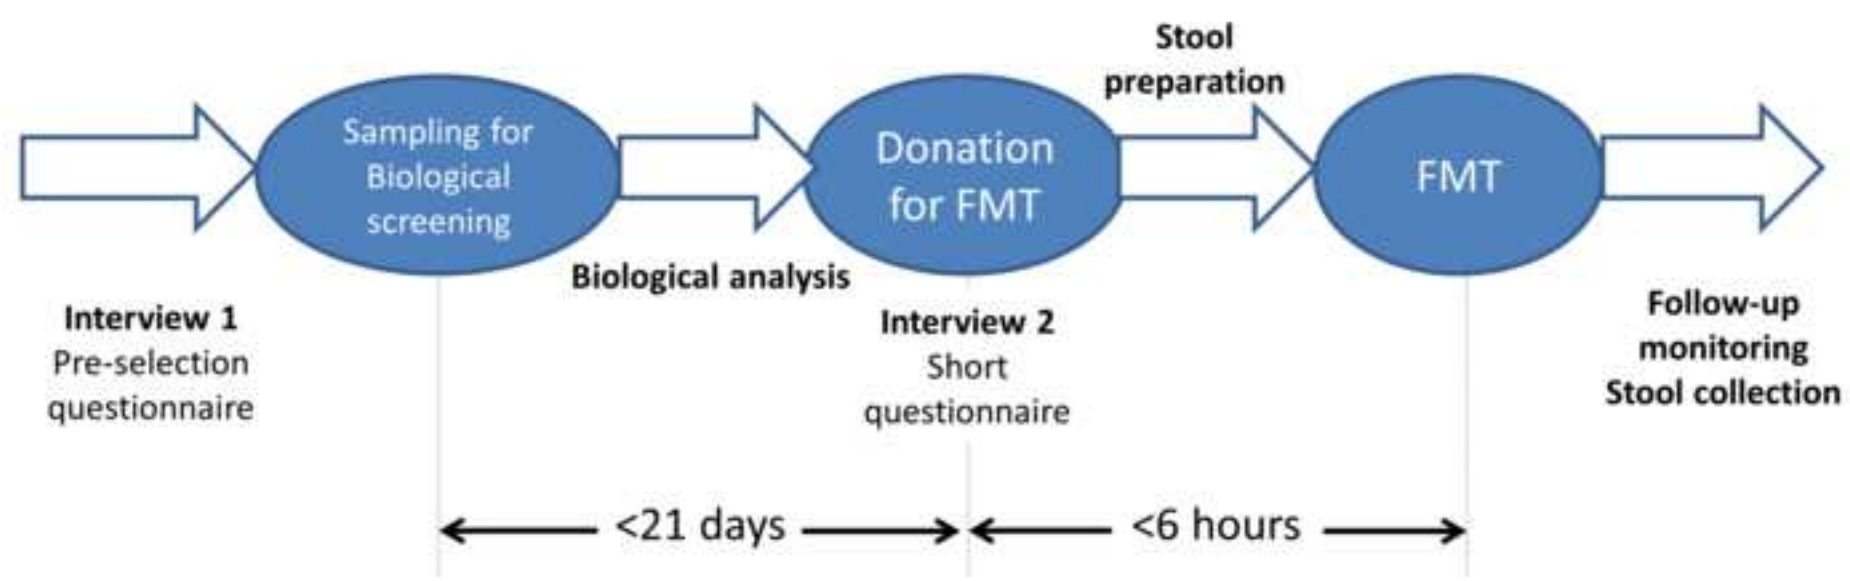 Stool
preparation
Sampling for
Biological
screening
Donation
for FMT
FMT
Biological analysis
Interview 1
Pre-selection
questionnaire
Interview 2
Short
questionnaire
Follow-up
monitoring
Stool collection
<21 days
<6 hours